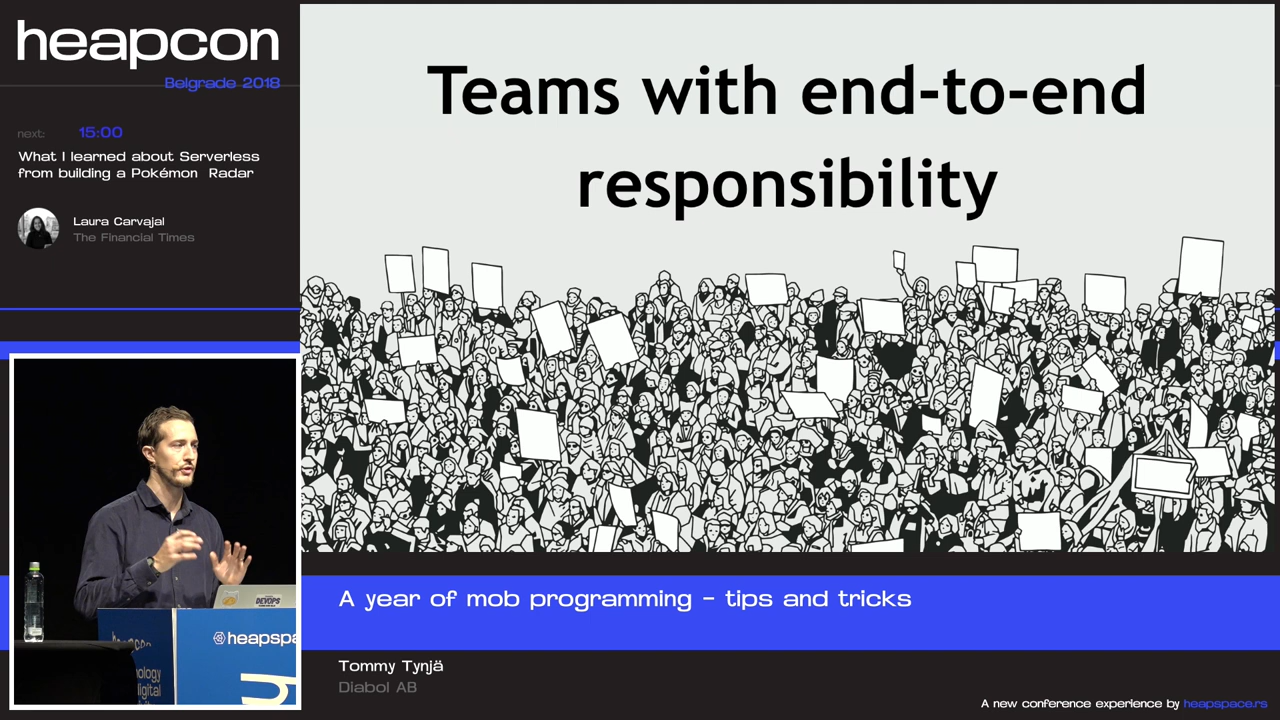 heapcon
Belgrade 2018
next: 15:00
What I learned about Serverless
from building a Pokémon Radar
Laura Carvajal
The Financial Times
Teams with end-to-end
responsibility
DEVOPS
heapspa
A year of mob programming - tips and tricks
Tommy Tynjä
Diabol AB
A new conference experience by heapspace.rs